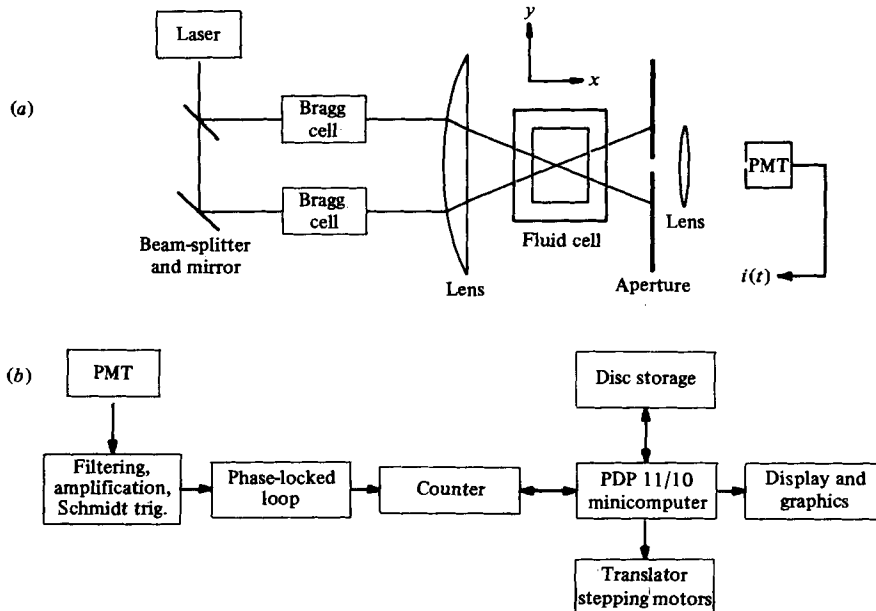 (a)
Laser
Bragg
cell
Bragg
cell
Beam-splitter
and mirror
Lens
y
x
Fluid cell
Aperture
Lens
PMT
i(t)
(b)
PMT
Filtering,
amplification,
Schmidt trig.
Phase-locked
loop
Counter
Disc storage
PDP 11/10
minicomputer
Display and
graphics
Translator
stepping motors